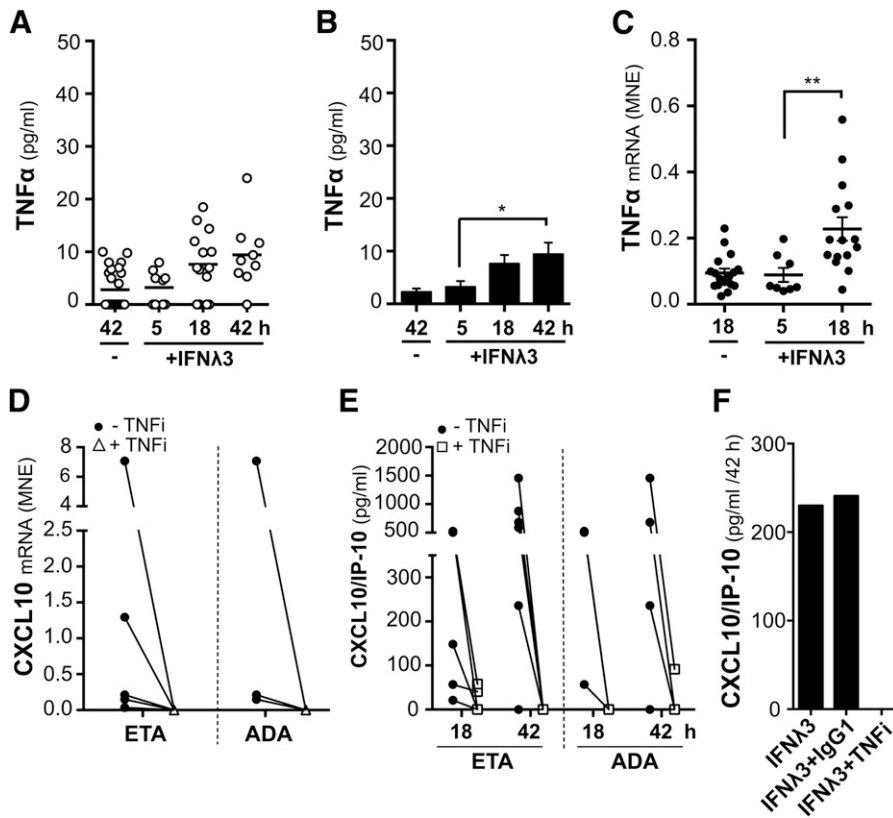 A
TNFα (pg/ml)
50
40
30
20
10
0
42 5 18 42 h
- +IFNλ3
B
TNFα (pg/ml)
50
40
30
20
10
0
*
42 5 18 42 h
- +IFNλ3
C
TNFα mRNA (MNE)
0.8
0.6
0.4
0.2
0.0
**
18 5 18 h
- +IFNλ3
D
- TNFi
+ TNFi
CXCL10 mRNA (MNE)
8
6
4
2.5
2.0
1.5
1.0
0.5
0.0
ETA ADA
E
- TNFi
+ TNFi
CXCL10/IP-10 (pg/ml)
2000
1500
1000
500
300
200
100
0
18 42 18 42 h
ETA ADA
F
CXCL10/IP-10 (pg/ml /42 h)
300
200
100
0
IFNλ3
IFNλ3+IgG1
IFNλ3+TNFi